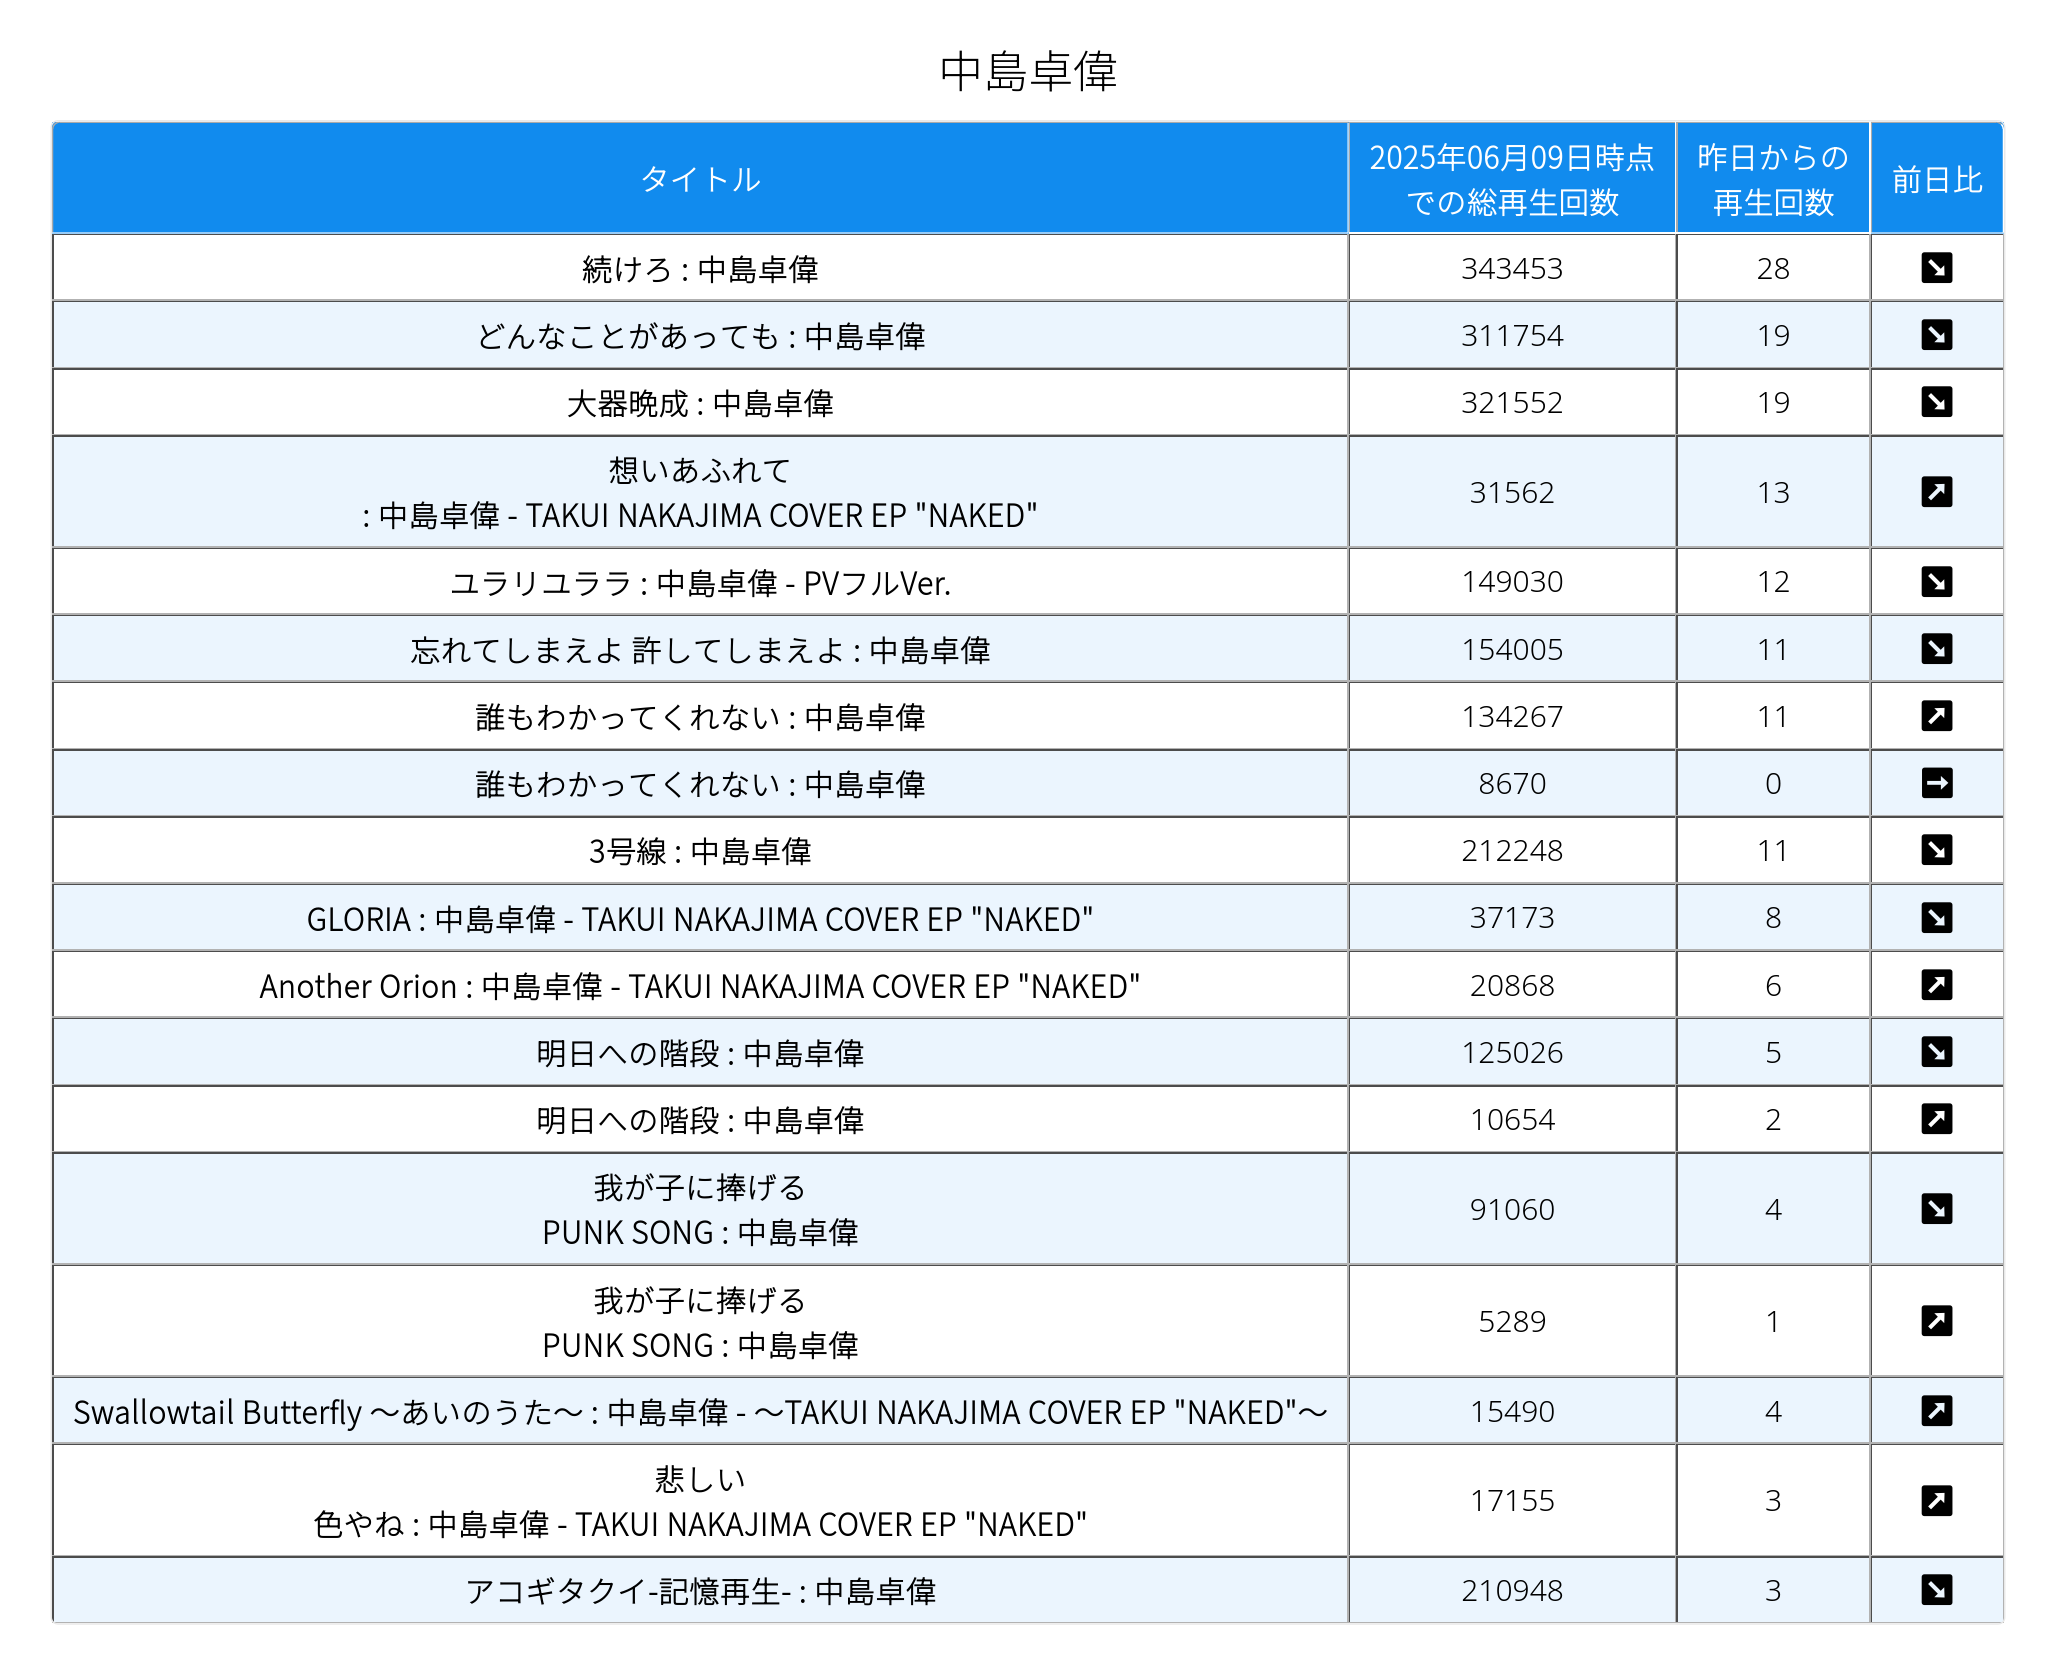 中島卓偉
タイトル
2025年06月09日時点
での総再生回数
昨日からの
再生回数
前日比
続けろ : 中島卓偉 343453 28 ↘
どんなことがあっても : 中島卓偉 311754 19 ↘
大器晩成 : 中島卓偉 321552 19 ↘
想いあふれて
: 中島卓偉 - TAKUI NAKAJIMA COVER EP "NAKED" 31562 13 ↗
ユラリユララ : 中島卓偉 - PVフルVer. 149030 12 ↘
忘れてしまえよ 許してしまえよ : 中島卓偉 154005 11 ↘
誰もわかってくれない : 中島卓偉 134267 11 ↗
誰もわかってくれない : 中島卓偉 8670 0 →
3号線 : 中島卓偉 212248 11 ↘
GLORIA : 中島卓偉 - TAKUI NAKAJIMA COVER EP "NAKED" 37173 8 ↘
Another Orion : 中島卓偉 - TAKUI NAKAJIMA COVER EP "NAKED" 20868 6 ↗
明日への階段 : 中島卓偉 125026 5 ↘
明日への階段 : 中島卓偉 10654 2 ↗
我が子に捧げる
PUNK SONG : 中島卓偉 91060 4 ↘
我が子に捧げる
PUNK SONG : 中島卓偉 5289 1 ↗
Swallowtail Butterfly 〜あいのうた〜 : 中島卓偉 - 〜TAKUI NAKAJIMA COVER EP "NAKED"〜 15490 4 ↗
悲しい
色やね : 中島卓偉 - TAKUI NAKAJIMA COVER EP "NAKED" 17155 3 ↗
アコギタクイ-記憶再生- : 中島卓偉 210948 3 ↘